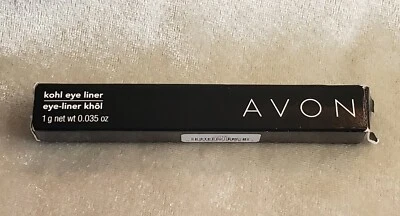 kohl eye liner
eye-liner khôl
1 g net wt 0.035 oz
AVON